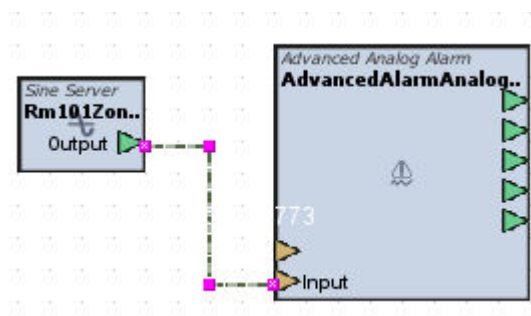 Advanced Analog Alarm
AdvancedAlarmAnalog..
Sine Server
Rm101Zon..
Output
773
Input